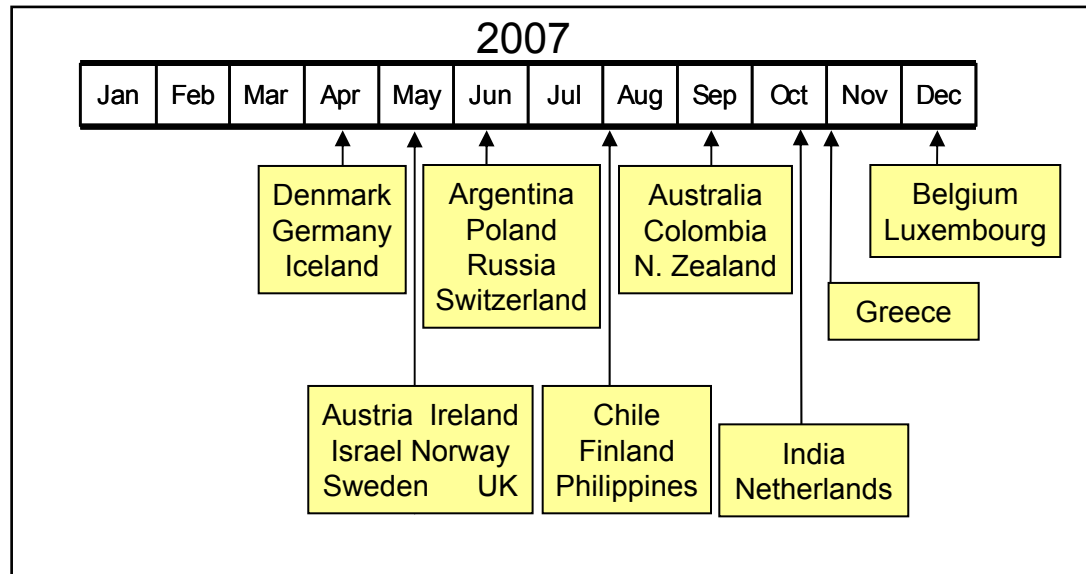 2007
Jan Feb Mar Apr May Jun Jul Aug Sep Oct Nov Dec
Denmark
Germany
Iceland
Argentina
Poland
Russia
Switzerland
Australia
Colombia
N. Zealand
Belgium
Luxembourg
Greece
Austria Ireland
Israel Norway
Sweden UK
Chile
Finland
Philippines
India
Netherlands